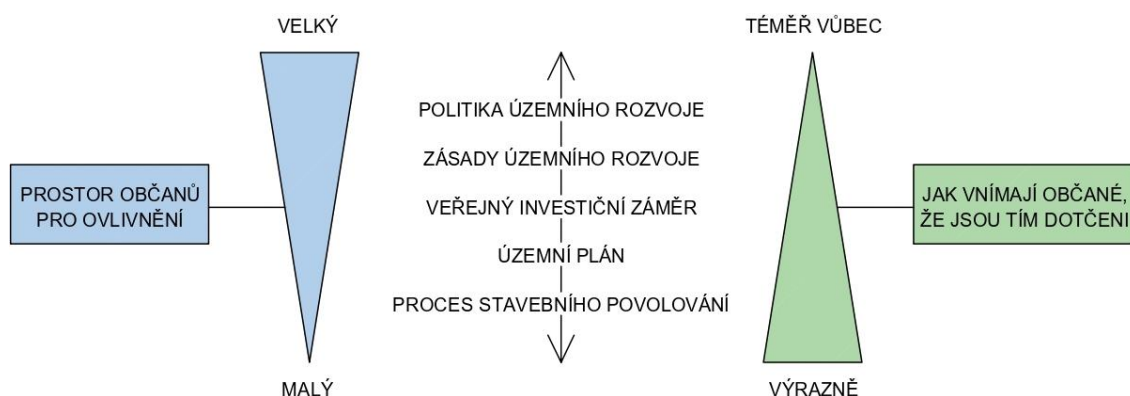 VELKÝ
TÉMĚŘ VŮBEC
POLITIKA ÚZEMNÍHO ROZVOJE
ZÁSADY ÚZEMNÍHO ROZVOJE
PROSTOR OBČANŮ
PRO OVLIVNĚNÍ
VEŘEJNÝ INVESTIČNÍ ZÁMĚR
JAK VNÍMAJÍ OBČANÉ,
ŽE JSOU TÍM DOTČENI
ÚZEMNÍ PLÁN
PROCES STAVEBNÍHO POVOLOVÁNÍ
MALÝ
VÝRAZNĚ